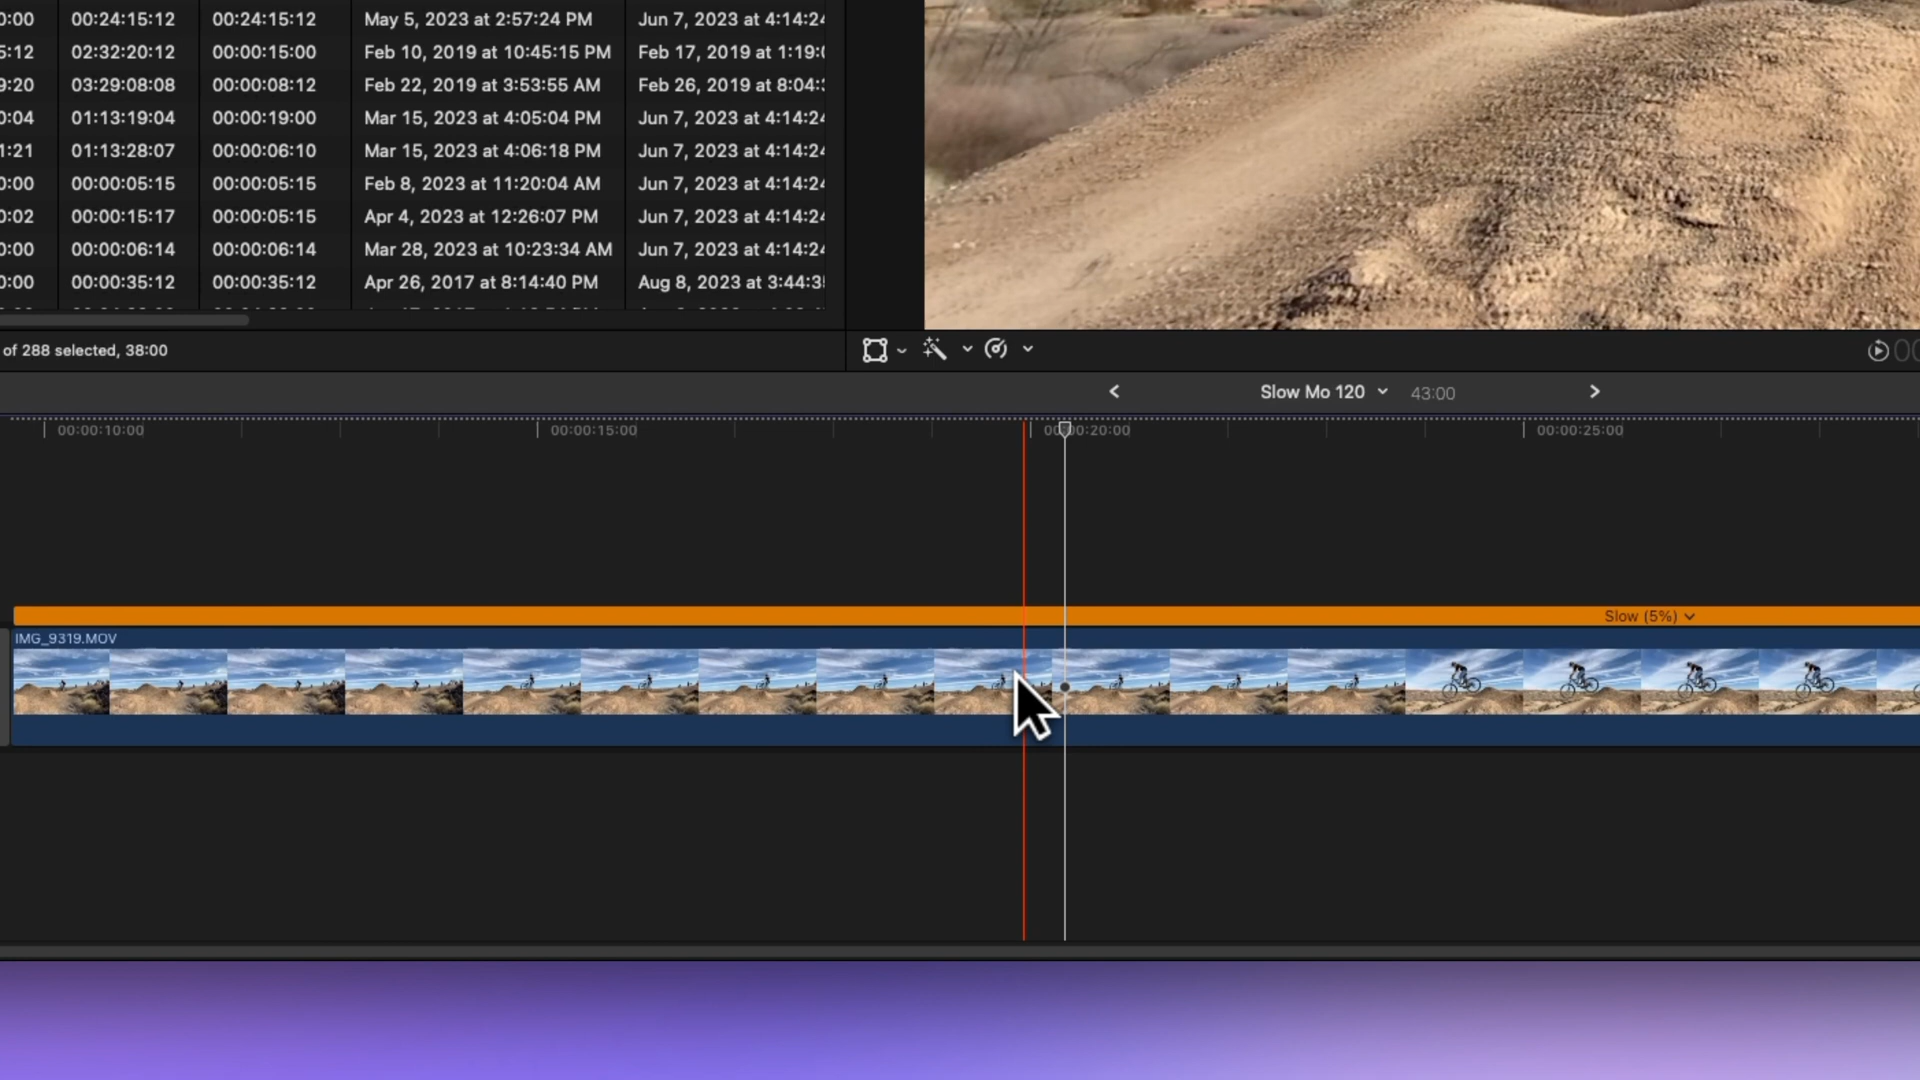 0:00 00:24:15:12 00:24:15:12 May 5, 2023 at 2:57:24 PM Jun 7, 2023 at 4:14:24
5:12 02:32:20:12 00:00:15:00 Feb 10, 2019 at 10:45:15 PM Feb 17, 2019 at 1:19:0
9:20 03:29:08:08 00:00:08:12 Feb 22, 2019 at 3:53:55 AM Feb 26, 2019 at 8:04:3
0:04 01:13:19:04 00:00:19:00 Mar 15, 2023 at 4:05:04 PM Jun 7, 2023 at 4:14:24
1:21 01:13:28:07 00:00:06:10 Mar 15, 2023 at 4:06:18 PM Jun 7, 2023 at 4:14:24
0:00 00:00:05:15 00:00:05:15 Feb 8, 2023 at 11:20:04 AM Jun 7, 2023 at 4:14:24
0:02 00:00:15:17 00:00:05:15 Apr 4, 2023 at 12:26:07 PM Jun 7, 2023 at 4:14:24
0:00 00:00:06:14 00:00:06:14 Mar 28, 2023 at 10:23:34 AM Jun 7, 2023 at 4:14:24
0:00 00:00:35:12 00:00:35:12 Apr 26, 2017 at 8:14:40 PM Aug 8, 2023 at 3:44:3
of 288 selected, 38:00
00
Slow Mo 120 43:00
00:00:10:00 00:00:15:00 00:00:20:00 00:00:25:00
Slow (5%)
IMG_9319.MOV